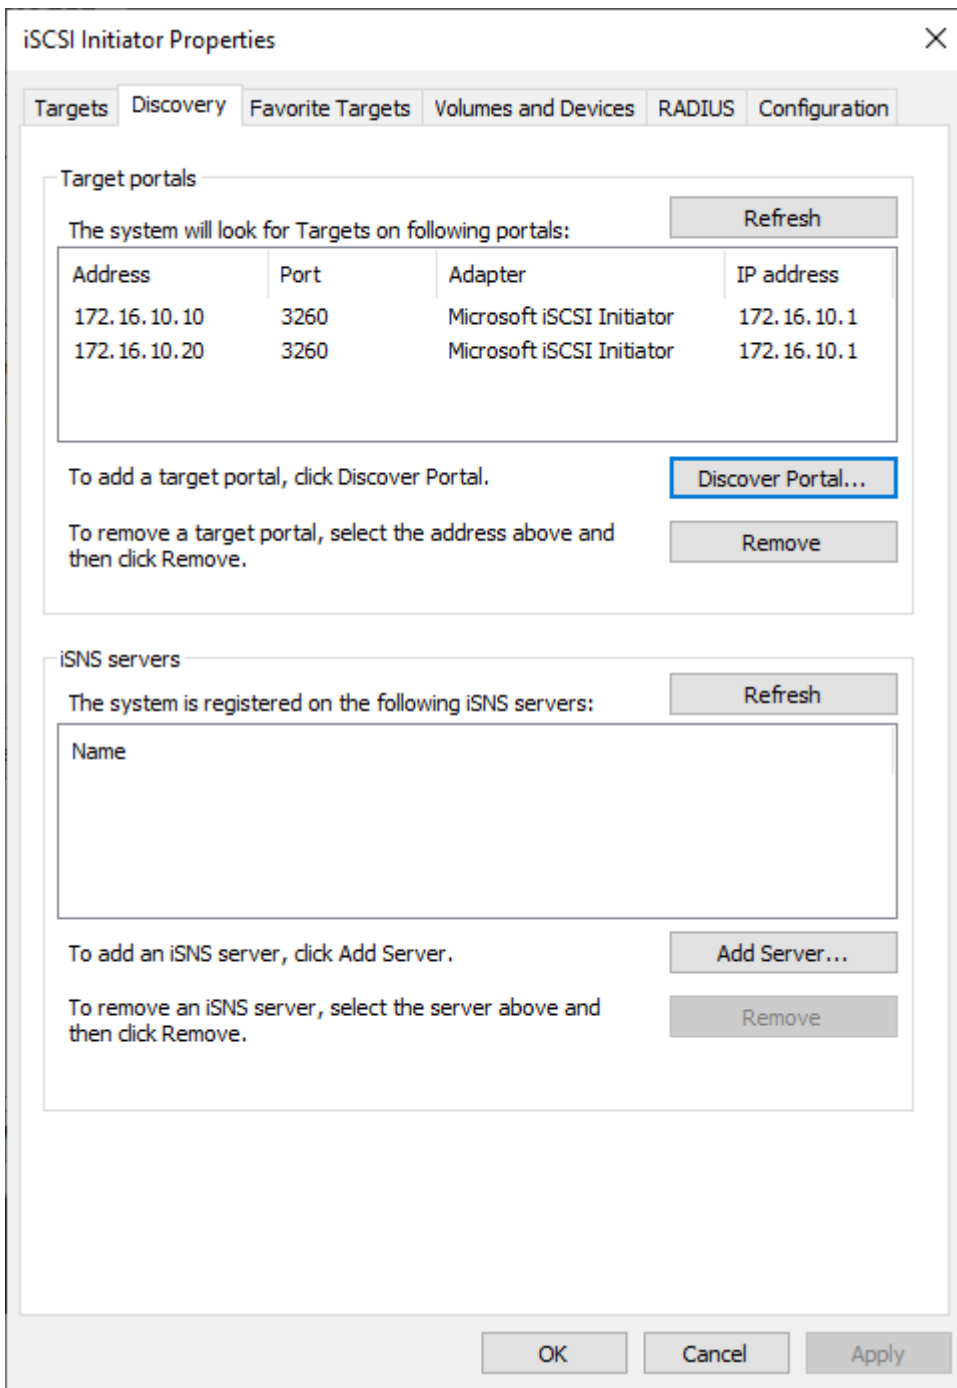 iSCSI Initiator Properties
Targets Discovery Favorite Targets Volumes and Devices RADIUS Configuration
Target portals
The system will look for Targets on following portals:
Refresh
Address Port Adapter IP address
172.16.10.10 3260 Microsoft iSCSI Initiator 172.16.10.1
172.16.10.20 3260 Microsoft iSCSI Initiator 172.16.10.1
To add a target portal, click Discover Portal.
Discover Portal...
To remove a target portal, select the address above and
then click Remove.
Remove
iSNS servers
The system is registered on the following iSNS servers:
Refresh
Name
To add an iSNS server, click Add Server.
Add Server...
To remove an iSNS server, select the server above and
then click Remove.
Remove
OK Cancel Apply